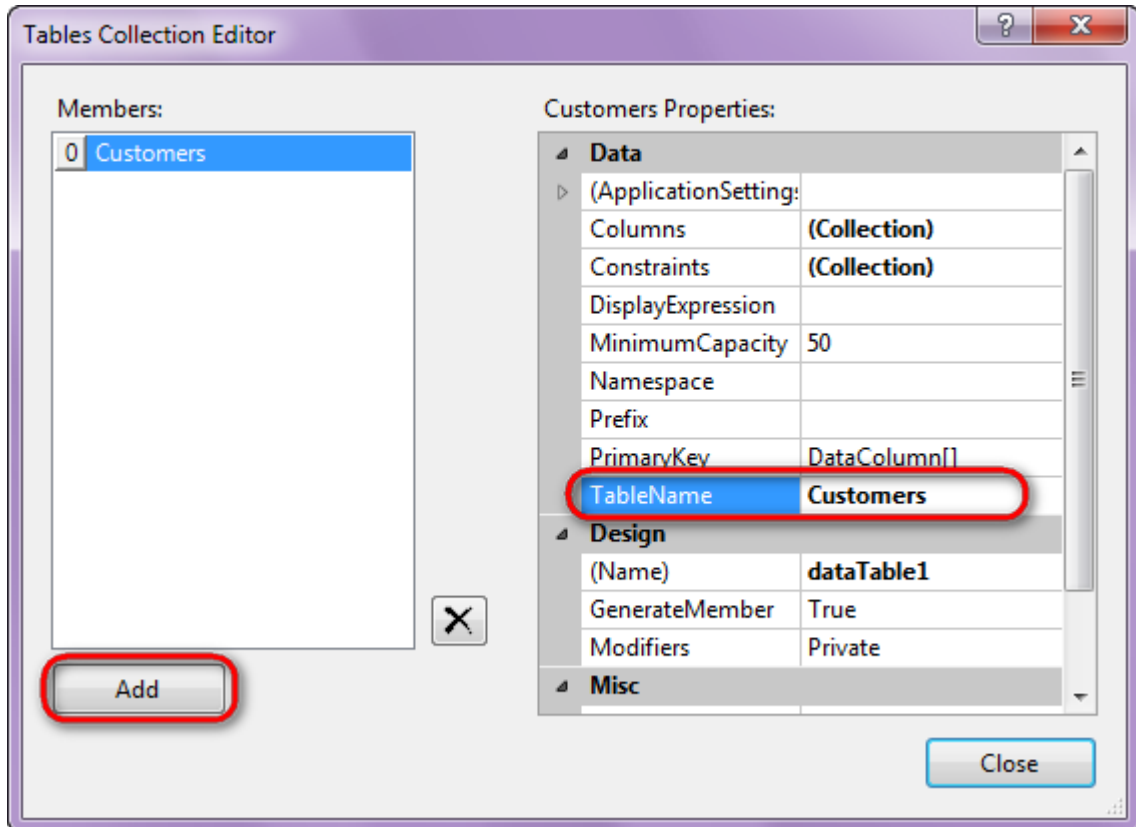 Tables Collection Editor
Members:
0 Customers
Add
Customers Properties:
Data
(ApplicationSettings
Columns (Collection)
Constraints (Collection)
DisplayExpression
MinimumCapacity 50
Namespace
Prefix
PrimaryKey DataColumn[]
TableName Customers
Design
(Name) dataTable1
GenerateMember True
Modifiers Private
Misc
Close